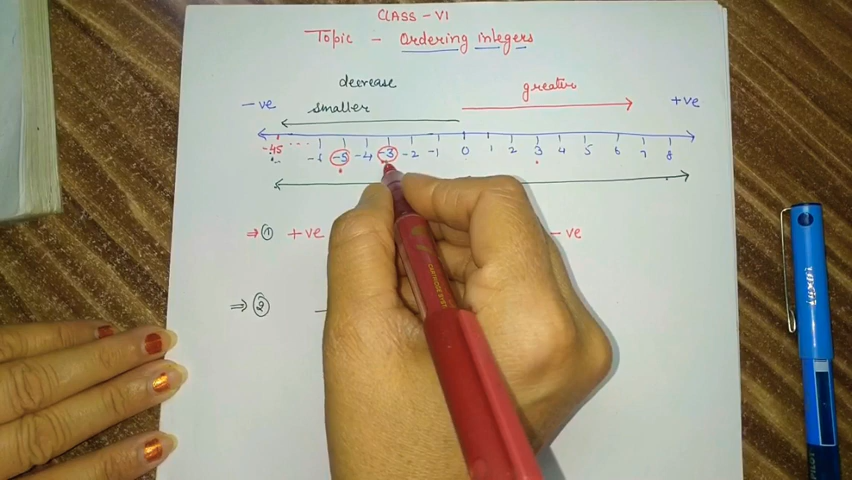 CLASS - VI
Topic - Ordering integers
decrease
greater
-ve smaller +ve
-45 .... -6 -5 -4 -3 -2 -1 0 1 2 3 4 5 6 7 8
⇒ ① +ve - ve
⇒ ②